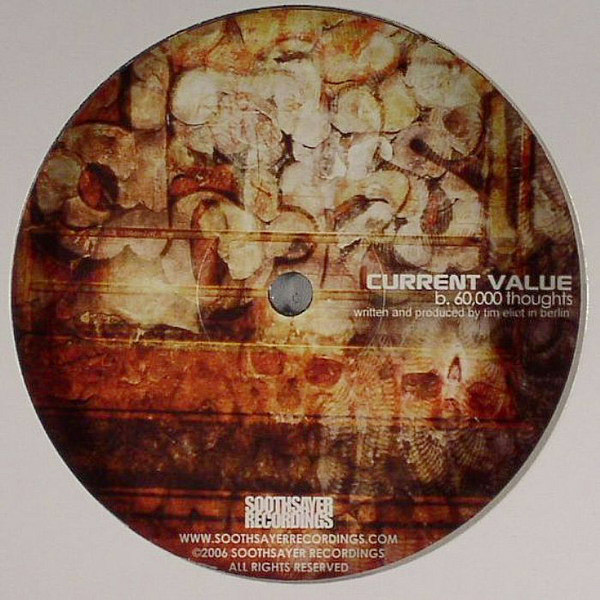 CURRENT VALUE
b. 60,000 thoughts
written and produced by tim eliot in berlin
SOOTHSAYER
RECORDINGS
WWW.SOOTHSAYERRECORDINGS.COM
©2006 SOOTHSAYER RECORDINGS
ALL RIGHTS RESERVED